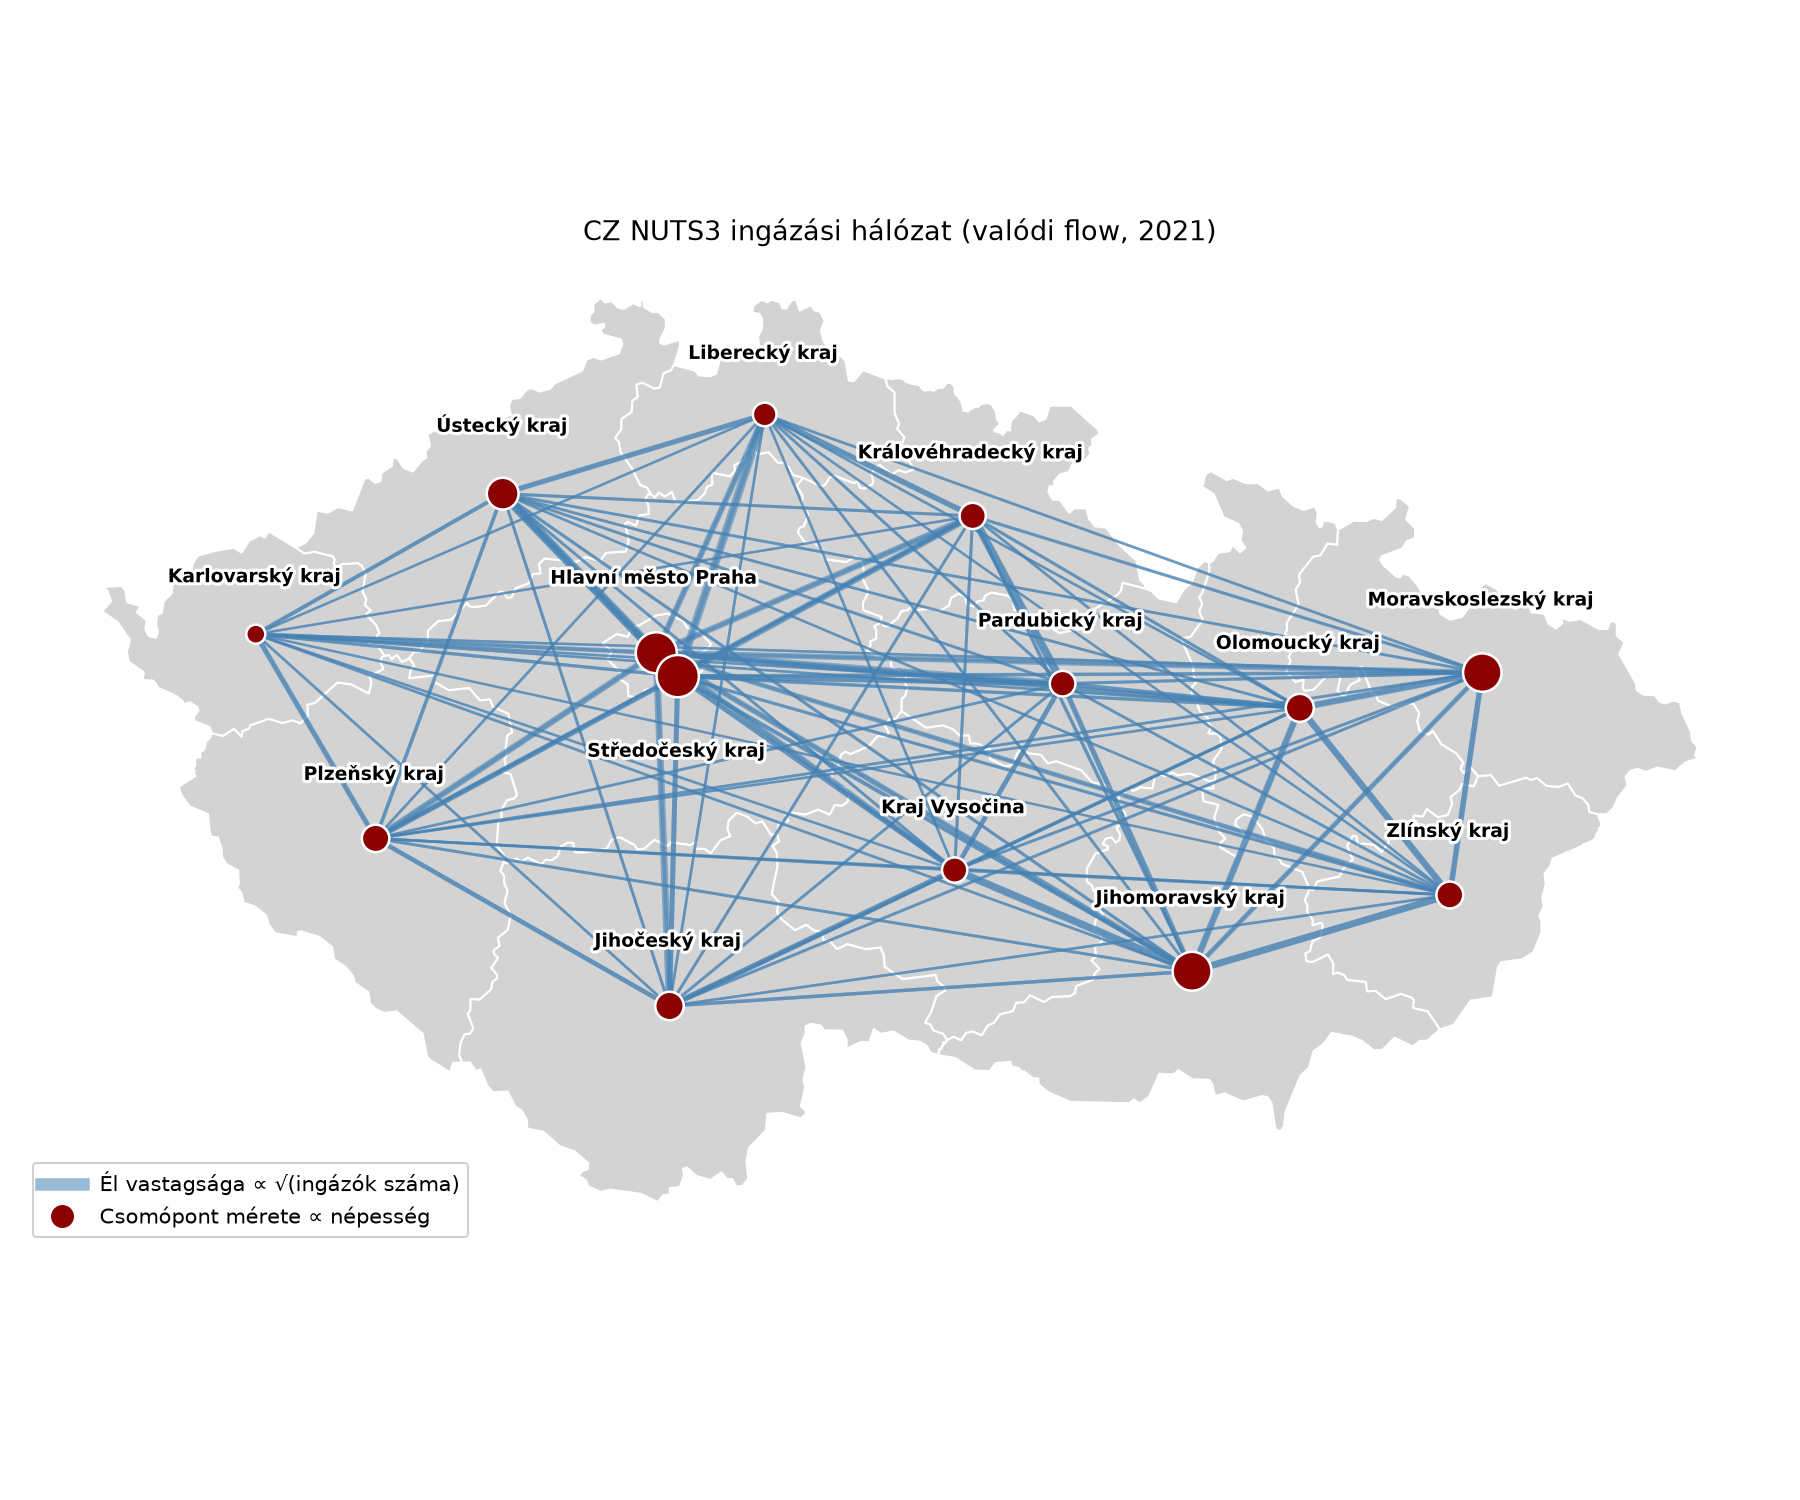 CZ NUTS3 ingázási hálózat (valódi flow, 2021)
Liberecký kraj
Ústecký kraj
Královéhradecký kraj
Karlovarský kraj
Hlavní město Praha
Moravskoslezský kraj
Pardubický kraj
Olomoucký kraj
Středočeský kraj
Plzeňský kraj
Kraj Vysočina
Zlínský kraj
Jihomoravský kraj
Jihočeský kraj
Él vastagsága ∝ √(ingázók száma)
Csomópont mérete ∝ népesség